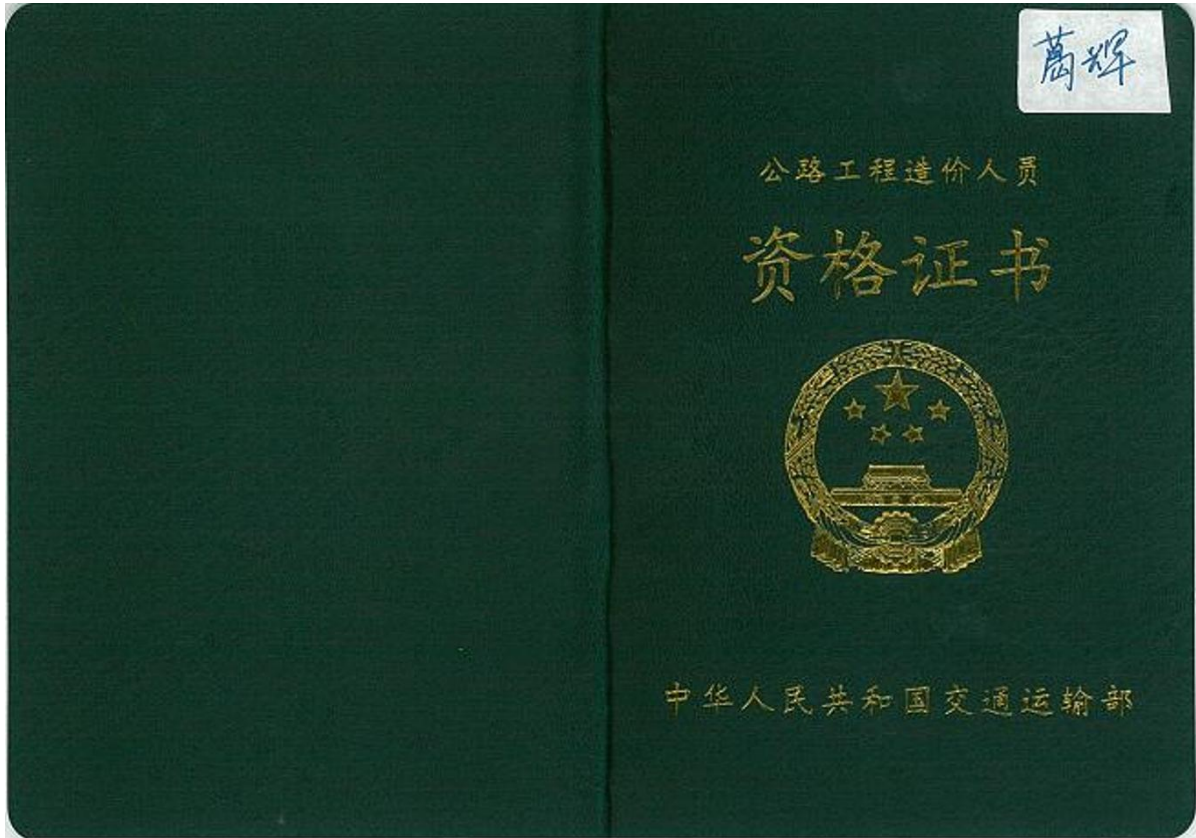 萬辉
公路工程造价人员
资格证书
中华人民共和国交通运输部